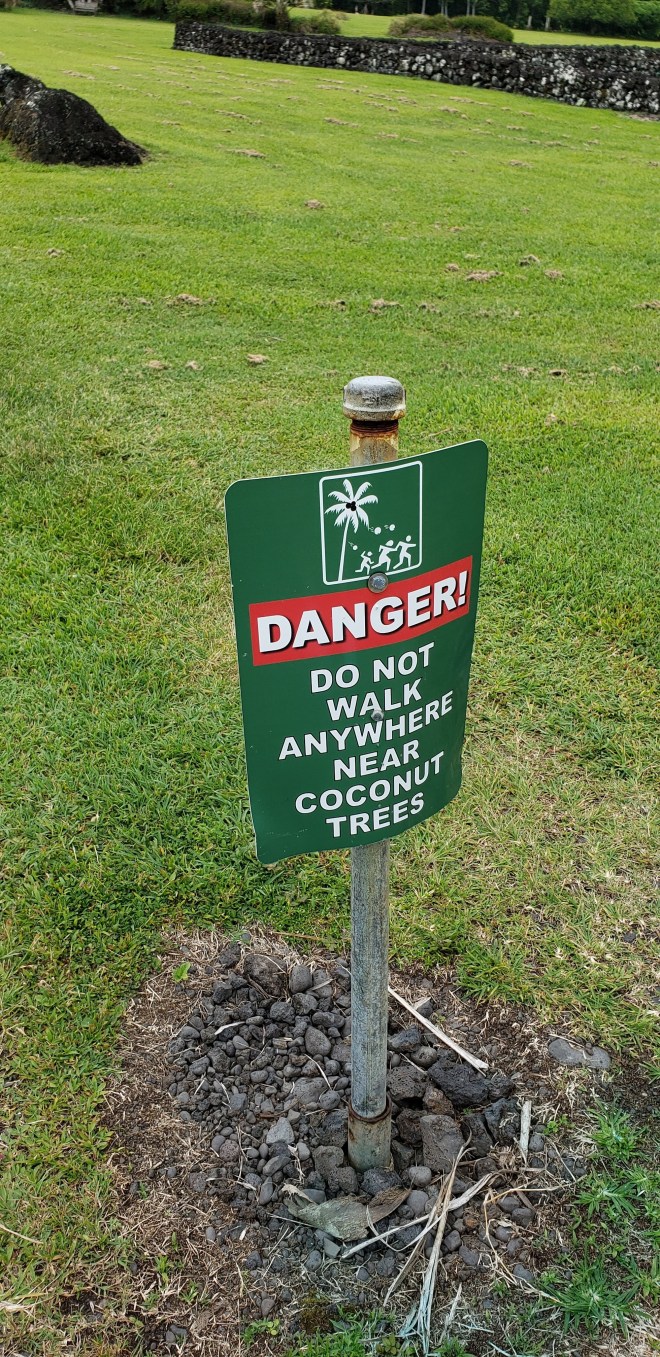 DANGER!
DO NOT
WALK
ANYWHERE
NEAR
COCONUT
TREES